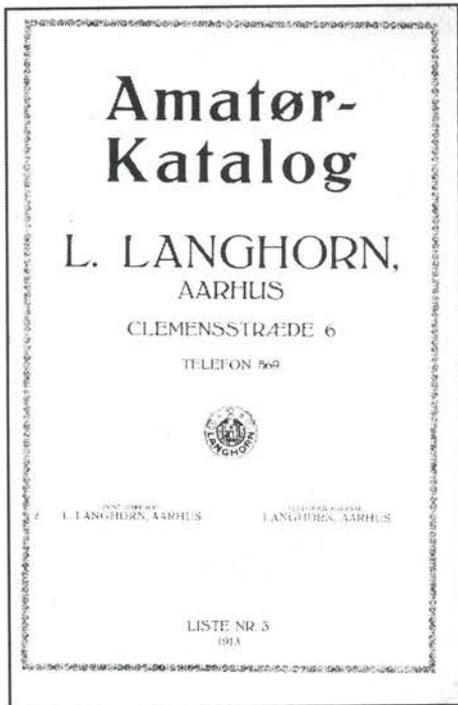 Amatør-
Katalog
L. LANGHORN,
AARHUS
CLEMENSSTRÆDE 6
TELEFON 569
LANGHORN
L. LANGHORN, AARHUS
LANGHORN, AARHUS
LISTE NR. 3
1913